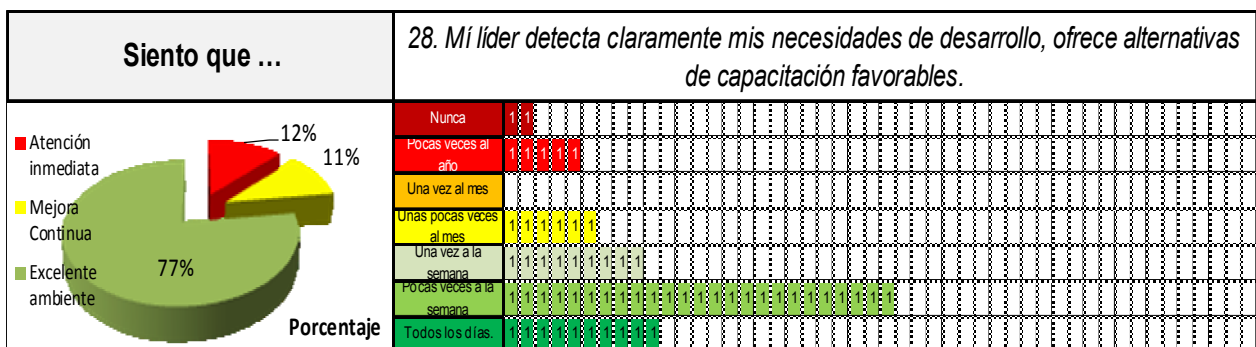 Siento que ...
28. Mí líder detecta claramente mis necesidades de desarrollo, ofrece alternativas
de capacitación favorables.
Atención
inmediata
Mejora
Continua
Excelente
ambiente
12%
11%
77%
Porcentaje
Nunca 1 1
Pocas veces al
año 1 1 1 1 1
Una vez al mes
Unas pocas veces
al mes 1 1 1 1 1 1
Una vez a la
semana 1 1 1 1 1 1 1 1 1
Pocas veces a la
semana 1 1 1 1 1 1 1 1 1 1 1 1 1 1 1 1 1 1 1 1 1 1 1 1 1
Todos los días. 1 1 1 1 1 1 1 1 1 1